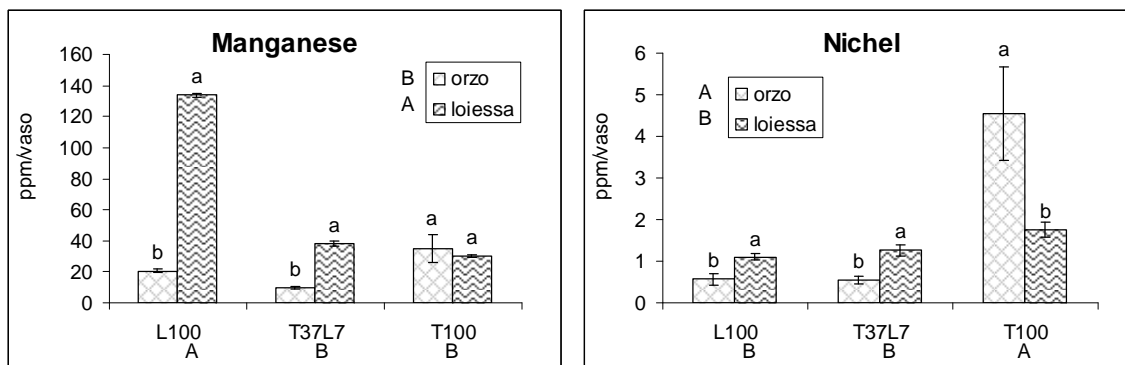 Manganese
ppm/vaso
160
140
120
100
80
60
40
20
0
B orzo
A loiessa
b a
b a
a a
L100 T37L7 T100
A B B
Nichel
ppm/vaso
6
5
4
3
2
1
0
A orzo
B loiessa
b a
b a
a b
L100 T37L7 T100
B B A